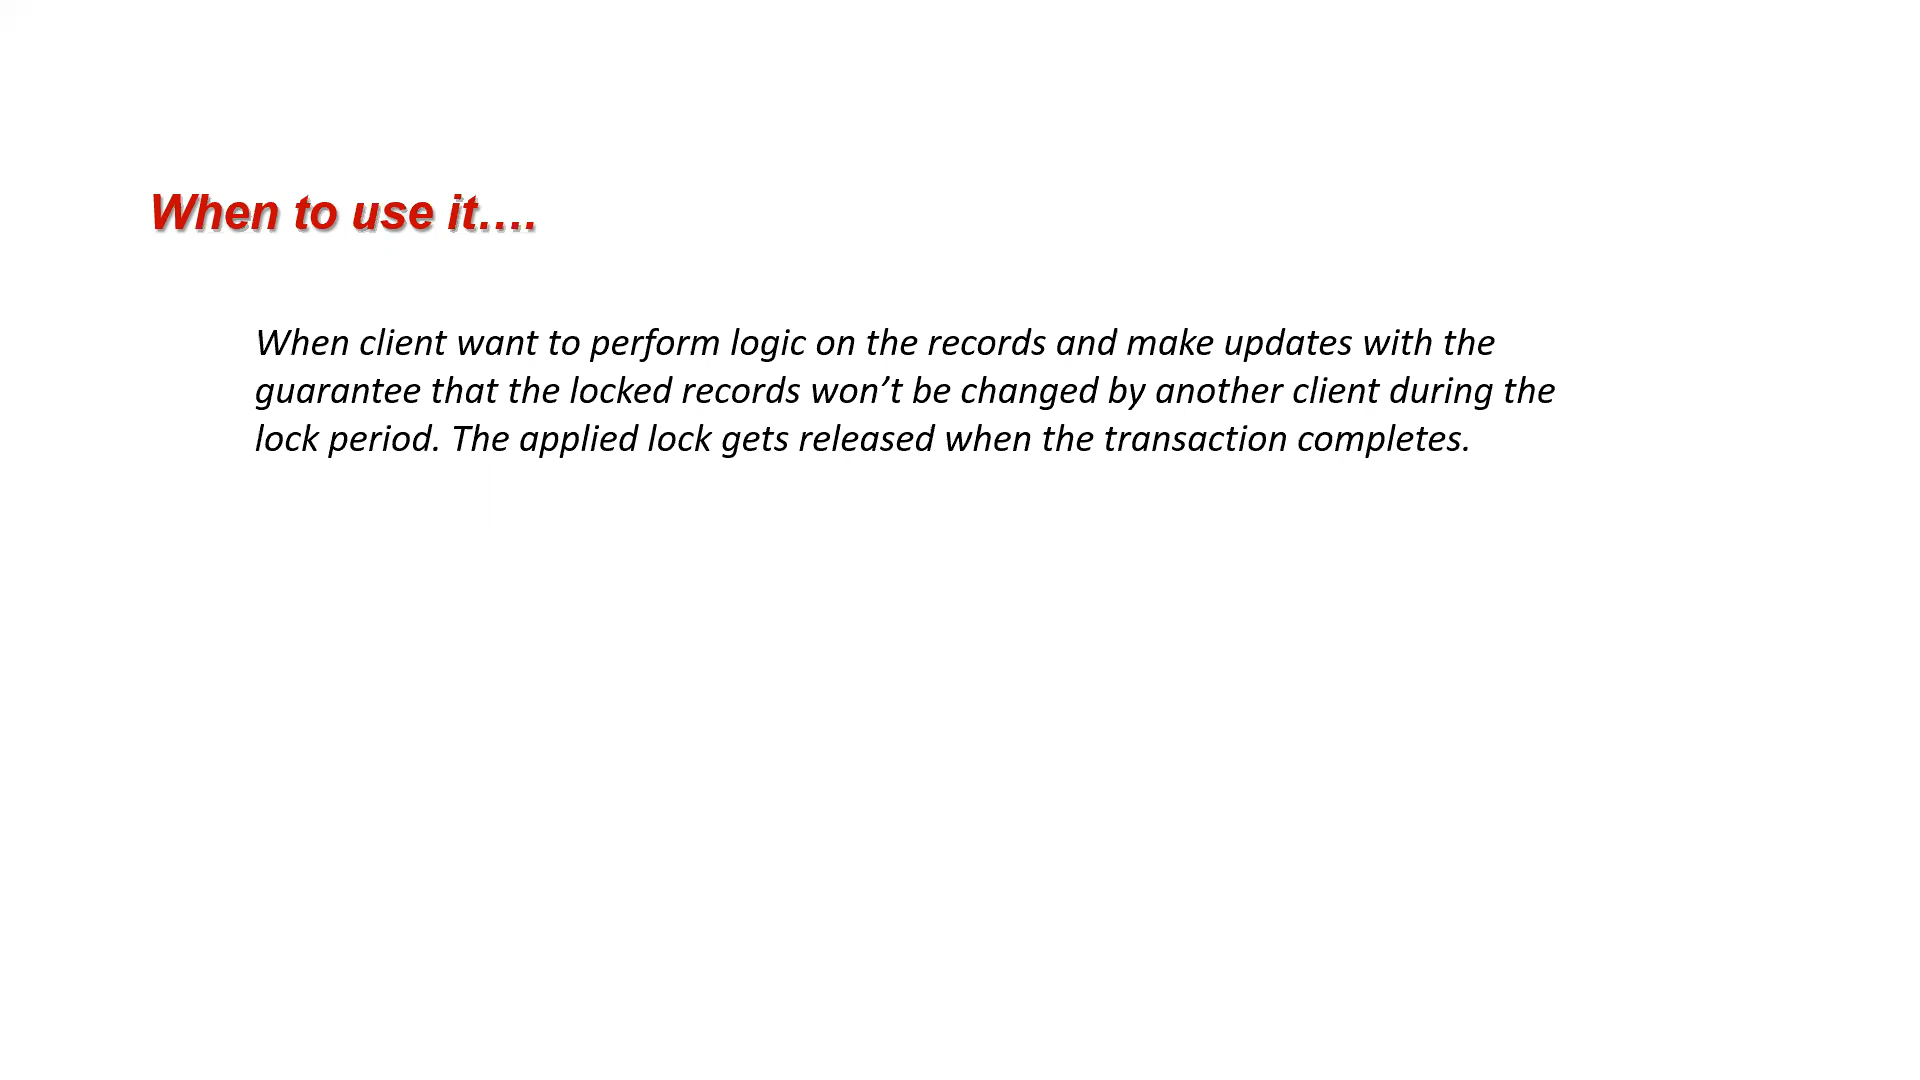 When to use it....
When client want to perform logic on the records and make updates with the
guarantee that the locked records won’t be changed by another client during the
lock period. The applied lock gets released when the transaction completes.